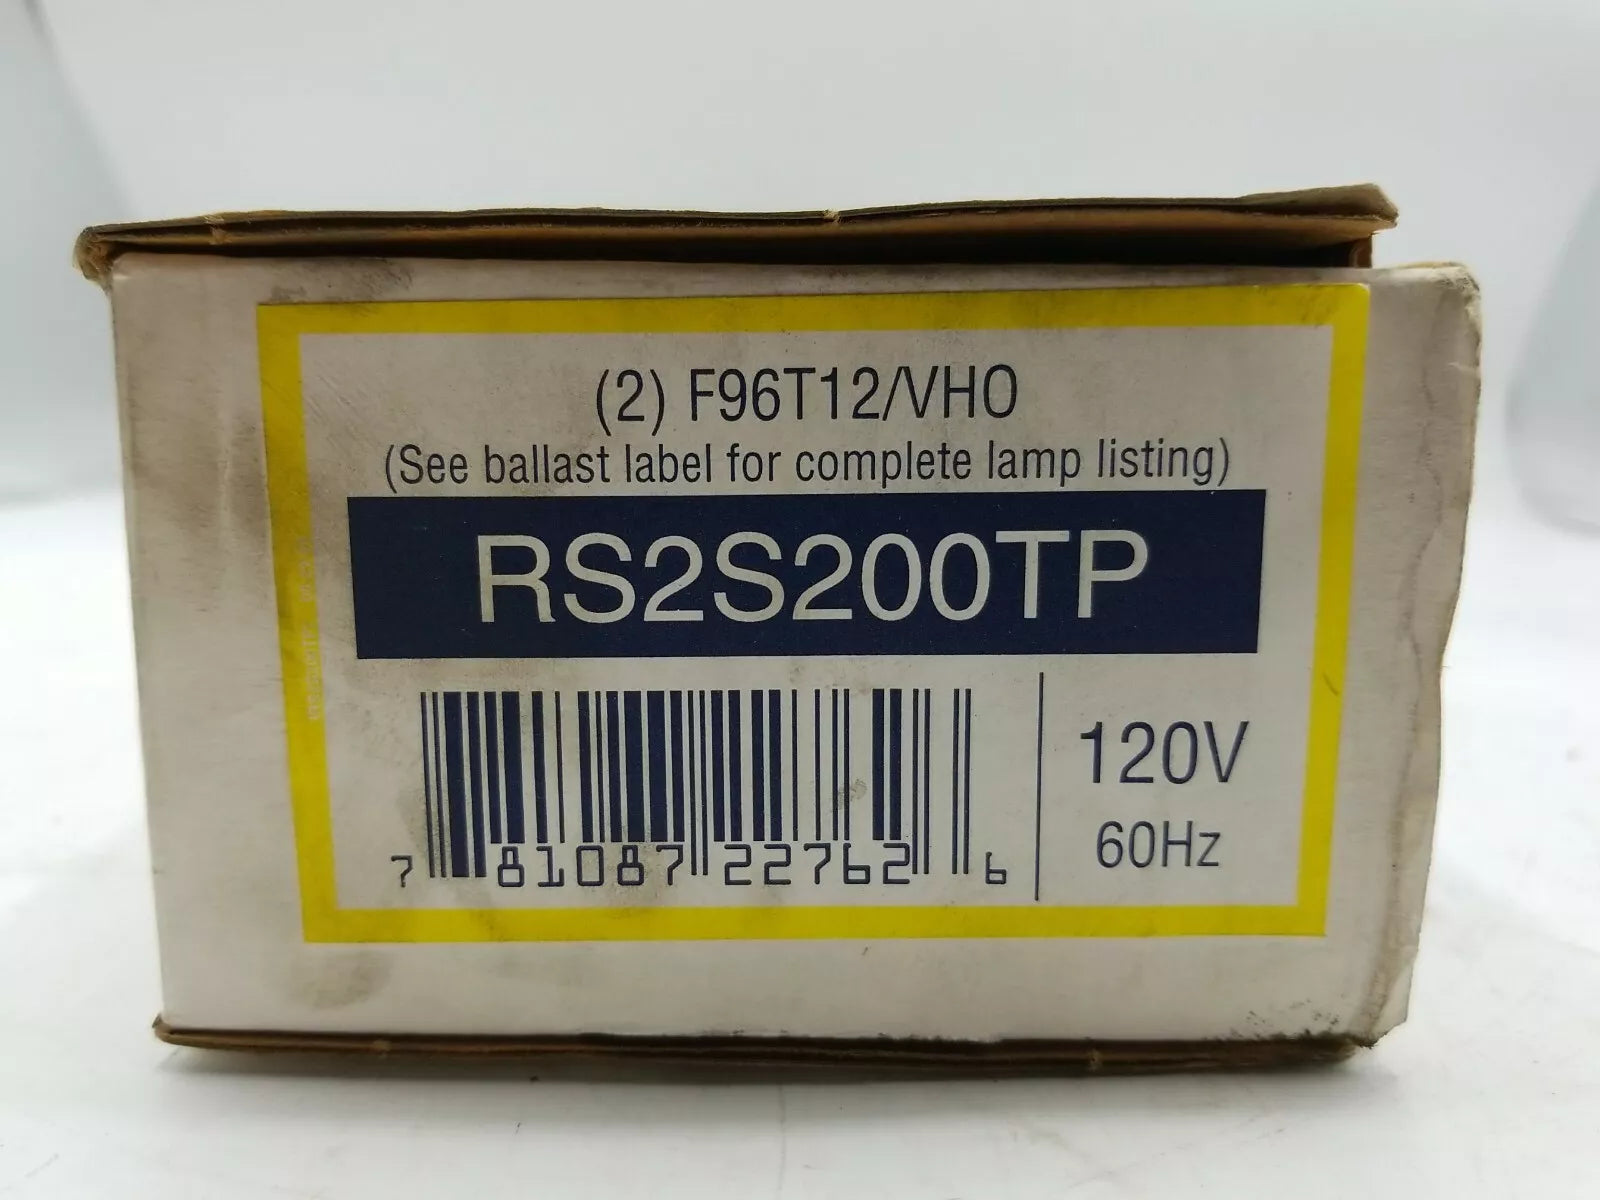 (2) F96T12/VHO
(See ballast label for complete lamp listing)
RS2S200TP
7 81087 22762 6
120V
60Hz